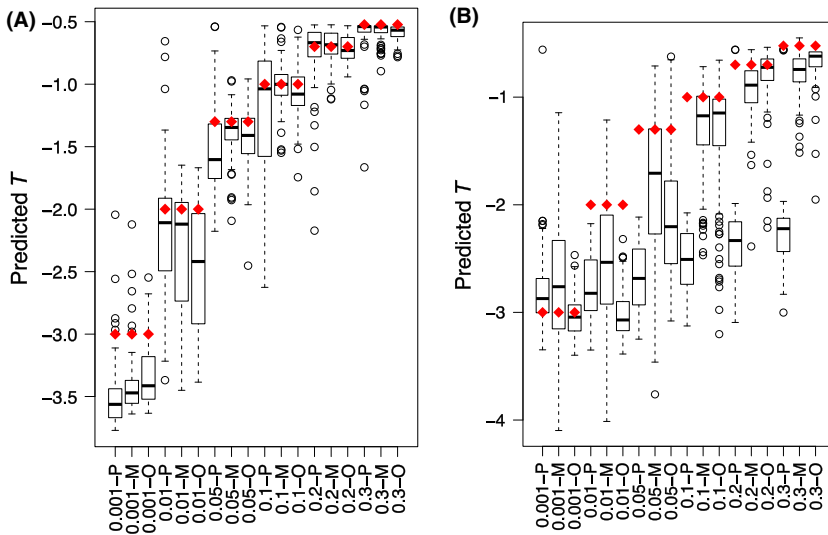 (A)
Predicted T
−0.5
−1.0
−1.5
−2.0
−2.5
−3.0
−3.5
0.001−P
0.001−M
0.001−O
0.01−P
0.01−M
0.01−O
0.05−P
0.05−M
0.05−O
0.1−P
0.1−M
0.1−O
0.2−P
0.2−M
0.2−O
0.3−P
0.3−M
0.3−O
(B)
Predicted T
−1
−2
−3
−4
0.001−P
0.001−M
0.001−O
0.01−P
0.01−M
0.01−O
0.05−P
0.05−M
0.05−O
0.1−P
0.1−M
0.1−O
0.2−P
0.2−M
0.2−O
0.3−P
0.3−M
0.3−O